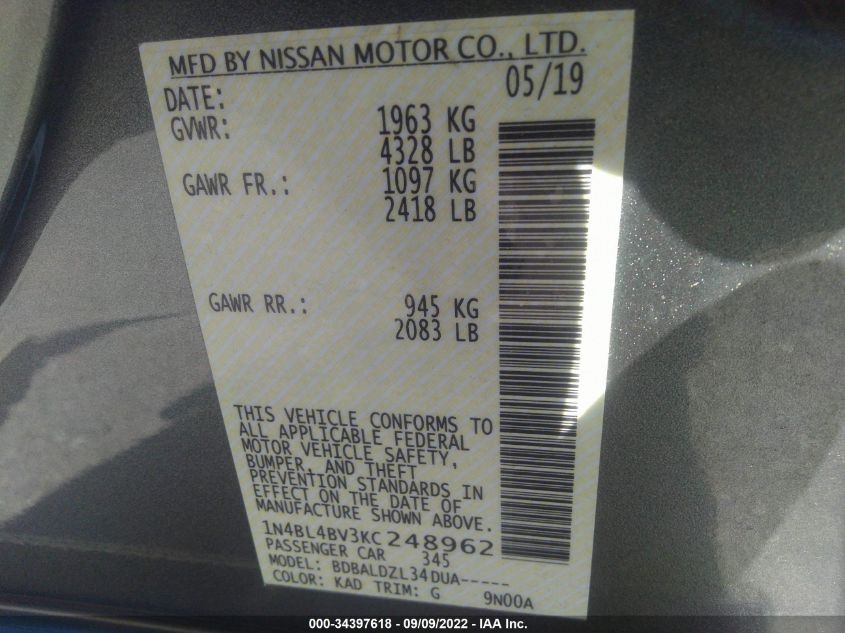 MFD BY NISSAN MOTOR CO., LTD.
DATE: 05/19
GVWR: 1963 KG
4328 LB
GAWR FR.: 1097 KG
2418 LB
GAWR RR.: 945 KG
2083 LB
THIS VEHICLE CONFORMS TO
ALL APPLICABLE FEDERAL
MOTOR VEHICLE SAFETY,
BUMPER, AND THEFT
PREVENTION STANDARDS IN
EFFECT ON THE DATE OF
MANUFACTURE SHOWN ABOVE.
1N4BL4BV3KC248962
PASSENGER CAR 345
MODEL: BDBALDZL34DUA-----
COLOR: KAD TRIM: G 9N00A
000-34397618 - 09/09/2022 - IAA Inc.